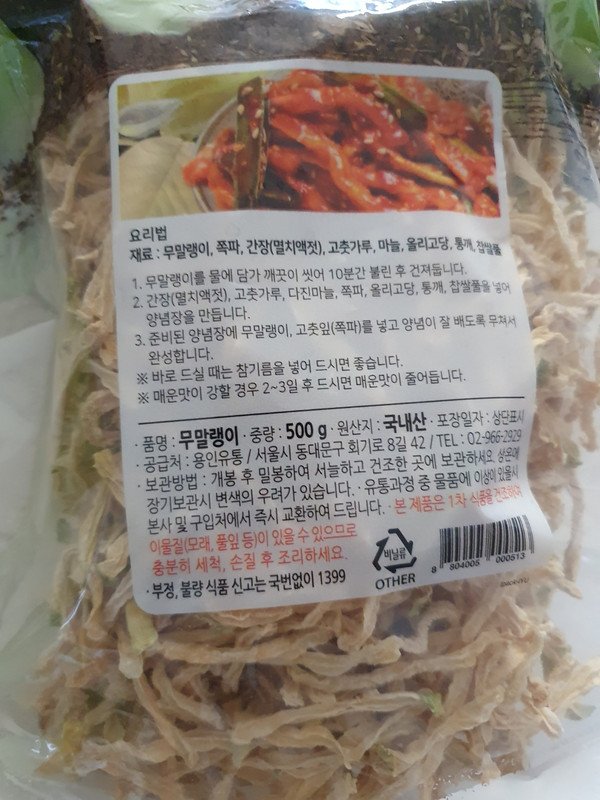 요리법
재료 : 무말랭이, 쪽파, 간장(멸치액젓), 고춧가루, 마늘, 올리고당, 통깨, 찹쌀풀
1. 무말랭이를 물에 담가 깨끗이 씻어 10분간 불린 후 건져둡니다.
2. 간장(멸치액젓), 고춧가루, 다진마늘, 쪽파, 올리고당, 통깨, 찹쌀풀을 넣어
양념장을 만듭니다.
3. 준비된 양념장에 무말랭이, 고춧잎(쪽파)를 넣고 양념이 잘 배도록 무쳐서
완성합니다.
※ 바로 드실 때는 참기름을 넣어 드시면 좋습니다.
※ 매운맛이 강할 경우 2~3일 후 드시면 매운맛이 줄어듭니다.
· 품명 : 무말랭이 · 중량 : 500 g · 원산지 : 국내산 · 포장일자 : 상단표시
· 공급처 : 용인유통 / 서울시 동대문구 회기로 8길 42 / TEL : 02-966-2929
· 보관방법 : 개봉 후 밀봉하여 서늘하고 건조한 곳에 보관하세요. 상온에
장기보관시 변색의 우려가 있습니다. · 유통과정 중 물품에 이상이 있을시
본사 및 구입처에서 즉시 교환하여 드립니다. · 본 제품은 1차 식품을 건조하여
이물질(모래, 풀잎 등)이 있을 수 있으므로
충분히 세척, 손질 후 조리하세요.
· 부정, 불량 식품 신고는 국번없이 1399
비닐류
OTHER
8 804005 000513